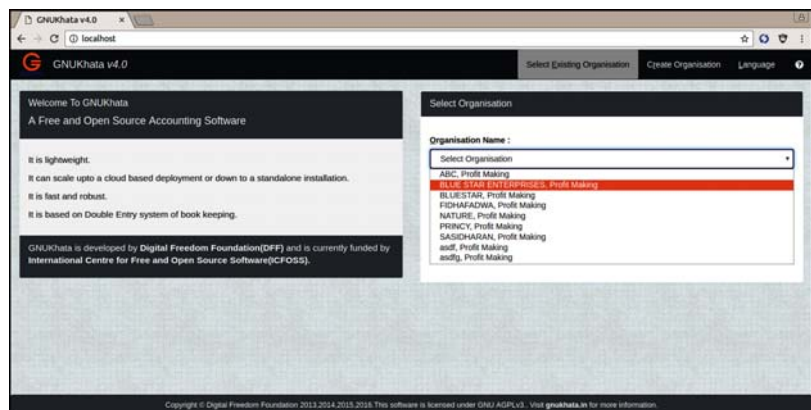 GNUKhata v4.0
localhost
GNUKhata v4.0
Select Existing Organisation
Create Organisation
Language
Welcome To GNUKhata
A Free and Open Source Accounting Software
It is lightweight.
It can scale upto a cloud based deployment or down to a standalone installation.
It is fast and robust.
It is based on Double Entry system of book keeping.
GNUKhata is developed by Digital Freedom Foundation(DFF) and is currently funded by
International Centre for Free and Open Source Software(ICFOSS).
Select Organisation
Organisation Name :
Select Organisation
ABC, Profit Making
BLUE STAR ENTERPRISES, Profit Making
BLUESTAR, Profit Making
FIDHAFADWA, Profit Making
NATURE, Profit Making
PRINCY, Profit Making
SASIDHARAN, Profit Making
asdf, Profit Making
asdfg, Profit Making
Copyright © Digital Freedom Foundation 2013.2014.2015.2016.This software is licensed under GNU AGPLv3.. Visit gnukhata.in for more information.